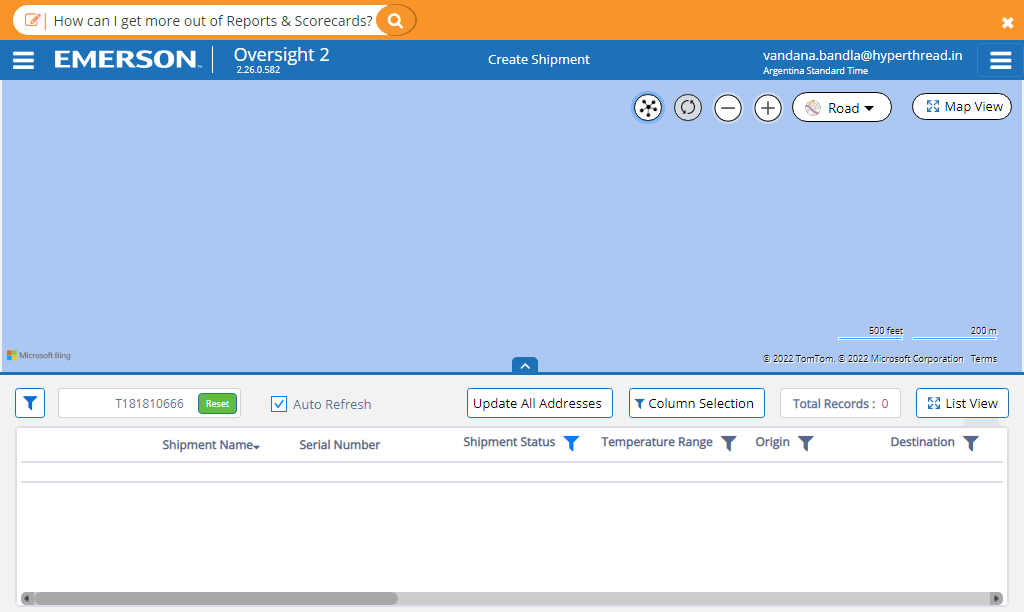 How can I get more out of Reports & Scorecards?
EMERSON™
Oversight 2
2.26.0.582
Create Shipment
vandana.bandla@hyperthread.in
Argentina Standard Time
Road
Map View
500 feet
200 m
Microsoft Bing
© 2022 TomTom, © 2022 Microsoft Corporation Terms
T181810666
Reset
Auto Refresh
Update All Addresses
Column Selection
Total Records : 0
List View
Shipment Name
Serial Number
Shipment Status
Temperature Range
Origin
Destination